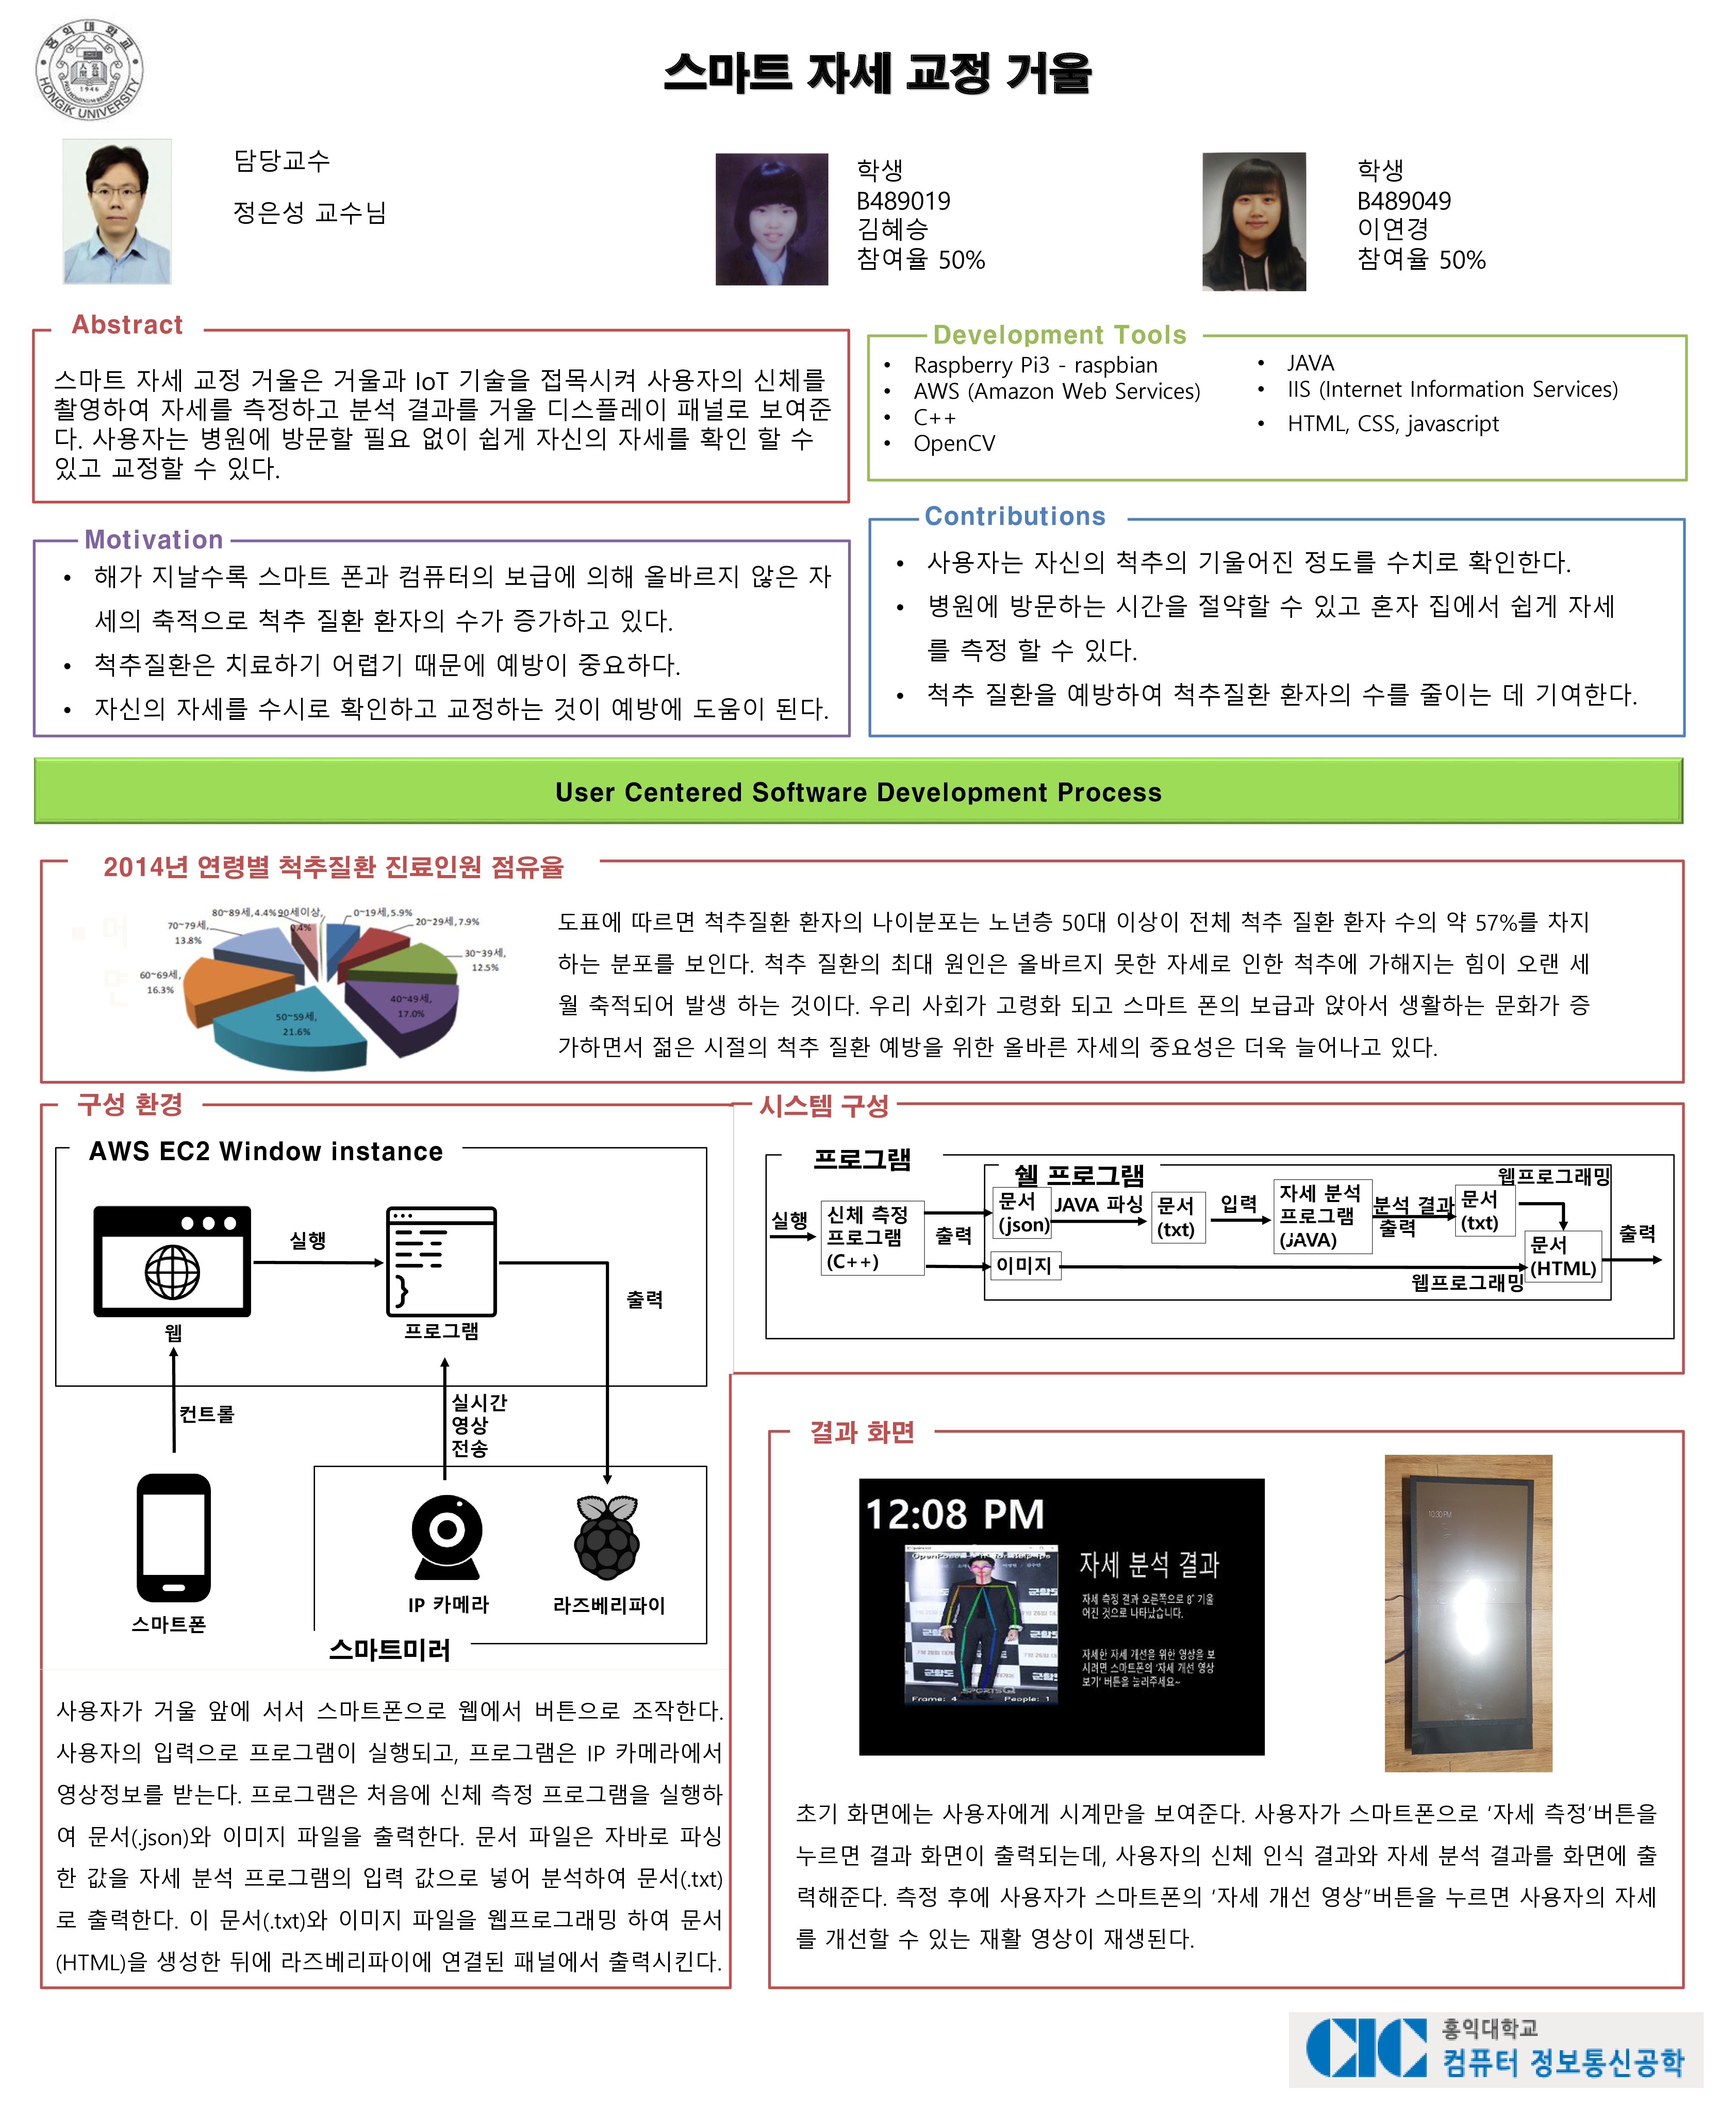 홍익대학교
HONGIK UNIVERSITY
1946
스마트 자세 교정 거울
담당교수
정은성 교수님
학생
B489019
김혜승
참여율 50%
학생
B489049
이연경
참여율 50%
Abstract
스마트 자세 교정 거울은 거울과 IoT 기술을 접목시켜 사용자의 신체를
촬영하여 자세를 측정하고 분석 결과를 거울 디스플레이 패널로 보여준
다. 사용자는 병원에 방문할 필요 없이 쉽게 자신의 자세를 확인 할 수
있고 교정할 수 있다.
Development Tools
• Raspberry Pi3 - raspbian
• AWS (Amazon Web Services)
• C++
• OpenCV
• JAVA
• IIS (Internet Information Services)
• HTML, CSS, javascript
Motivation
• 해가 지날수록 스마트 폰과 컴퓨터의 보급에 의해 올바르지 않은 자
세의 축적으로 척추 질환 환자의 수가 증가하고 있다.
• 척추질환은 치료하기 어렵기 때문에 예방이 중요하다.
• 자신의 자세를 수시로 확인하고 교정하는 것이 예방에 도움이 된다.
Contributions
• 사용자는 자신의 척추의 기울어진 정도를 수치로 확인한다.
• 병원에 방문하는 시간을 절약할 수 있고 혼자 집에서 쉽게 자세
를 측정 할 수 있다.
• 척추 질환을 예방하여 척추질환 환자의 수를 줄이는 데 기여한다.
User Centered Software Development Process
2014년 연령별 척추질환 진료인원 점유율
80~89세,4.4%
90세이상,
0.4%
0~19세,5.9%
20~29세,7.9%
30~39세,
12.5%
40~49세,
17.0%
50~59세,
21.6%
60~69세,
16.3%
70~79세,
13.8%
도표에 따르면 척추질환 환자의 나이분포는 노년층 50대 이상이 전체 척추 질환 환자 수의 약 57%를 차지
하는 분포를 보인다. 척추 질환의 최대 원인은 올바르지 못한 자세로 인한 척추에 가해지는 힘이 오랜 세
월 축적되어 발생 하는 것이다. 우리 사회가 고령화 되고 스마트 폰의 보급과 앉아서 생활하는 문화가 증
가하면서 젊은 시절의 척추 질환 예방을 위한 올바른 자세의 중요성은 더욱 늘어나고 있다.
구성 환경
AWS EC2 Window instance
실행
웹
프로그램
출력
컨트롤
실시간
영상
전송
스마트폰
IP 카메라
라즈베리파이
스마트미러
사용자가 거울 앞에 서서 스마트폰으로 웹에서 버튼으로 조작한다.
사용자의 입력으로 프로그램이 실행되고, 프로그램은 IP 카메라에서
영상정보를 받는다. 프로그램은 처음에 신체 측정 프로그램을 실행하
여 문서(.json)와 이미지 파일을 출력한다. 문서 파일은 자바로 파싱
한 값을 자세 분석 프로그램의 입력 값으로 넣어 분석하여 문서(.txt)
로 출력한다. 이 문서(.txt)와 이미지 파일을 웹프로그래밍 하여 문서
(HTML)을 생성한 뒤에 라즈베리파이에 연결된 패널에서 출력시킨다.
시스템 구성
프로그램
쉘 프로그램
실행
신체 측정
프로그램
(C++)
출력
문서
(json)
JAVA 파싱
문서
(txt)
입력
자세 분석
프로그램
(JAVA)
분석 결과
출력
문서
(txt)
웹프로그래밍
이미지
웹프로그래밍
문서
(HTML)
출력
결과 화면
12:08 PM
자세 분석 결과
자세 측정 결과 오른쪽으로 8° 기울
어진 것으로 나타났습니다.
자세한 자세 개선을 위한 영상을 보
시려면 스마트폰의 '자세 개선 영상
보기' 버튼을 눌러주세요~
Frame: 4
People: 1
10:30 PM
초기 화면에는 사용자에게 시계만을 보여준다. 사용자가 스마트폰으로 ‘자세 측정’버튼을
누르면 결과 화면이 출력되는데, 사용자의 신체 인식 결과와 자세 분석 결과를 화면에 출
력해준다. 측정 후에 사용자가 스마트폰의 ‘자세 개선 영상”버튼을 누르면 사용자의 자세
를 개선할 수 있는 재활 영상이 재생된다.
CIC
홍익대학교
컴퓨터 정보통신공학